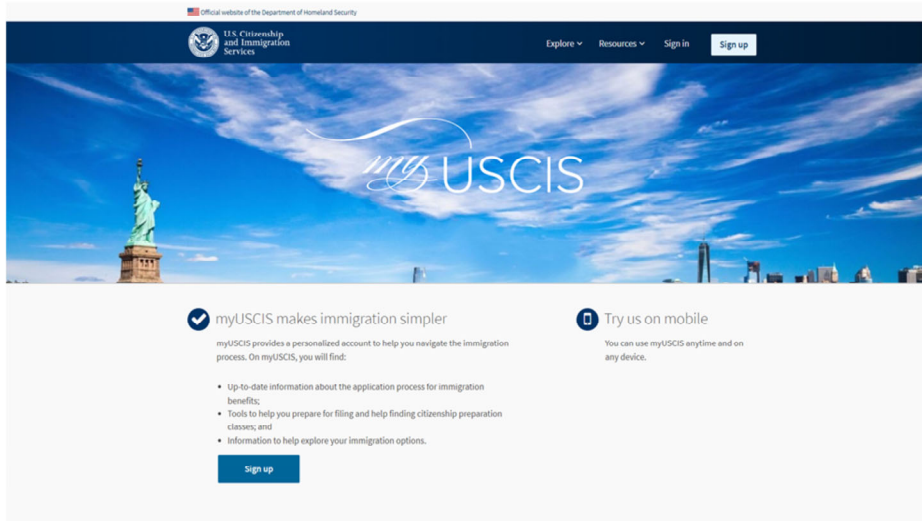 Official website of the Department of Homeland Security
U.S. Citizenship
and Immigration
Services
Explore
Resources
Sign in
Sign up
my USCIS
myUSCIS makes immigration simpler
myUSCIS provides a personalized account to help you navigate the immigration
process. On myUSCIS, you will find:
• Up-to-date information about the application process for immigration
benefits;
• Tools to help you prepare for filing and help finding citizenship preparation
classes; and
• Information to help explore your immigration options.
Sign up
Try us on mobile
You can use myUSCIS anytime and on
any device.